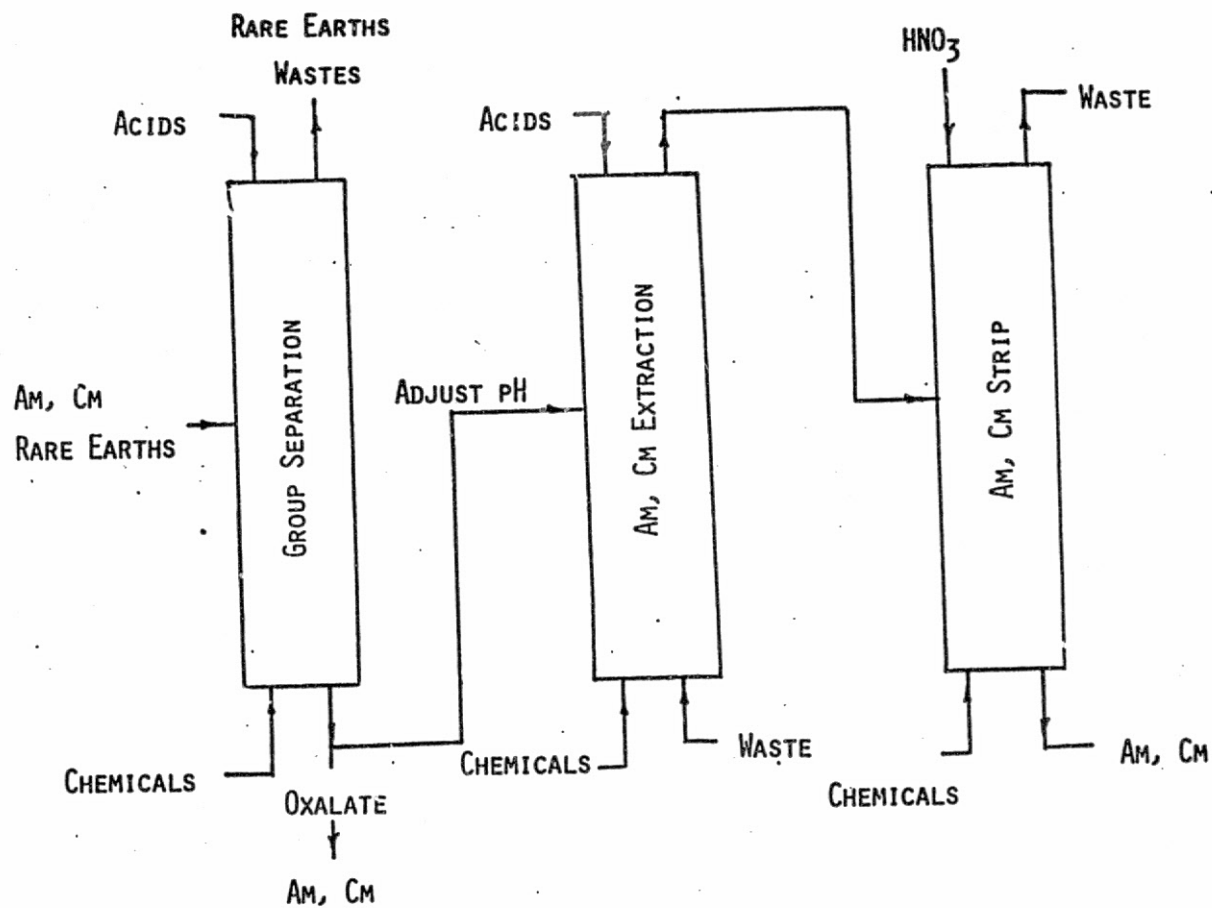 RARE EARTHS
WASTES
ACIDS
GROUP SEPARATION
AM, CM
RARE EARTHS
CHEMICALS
OXALATE
AM, CM
ADJUST PH
ACIDS
AM, CM EXTRACTION
CHEMICALS
WASTE
HNO3
WASTE
AM, CM STRIP
CHEMICALS
AM, CM